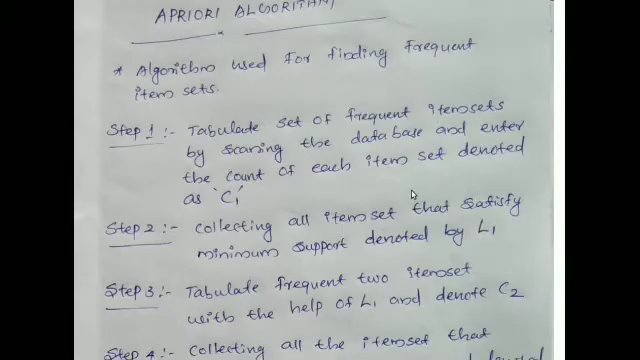 APRIORI ALGORITHM
* Algorithm used for finding frequent
item sets.
Step 1 :- Tabulate set of frequent itemsets
by scaning the database and enter
the count of each item set denoted
as 'C1'
Step 2 :- Collecting all itemset that satisfy
minimum support denoted by L1
Step 3 :- Tabulate frequent two itemset
with the help of L1 and denote C2
Step 4 :- Collecting all the itemset that